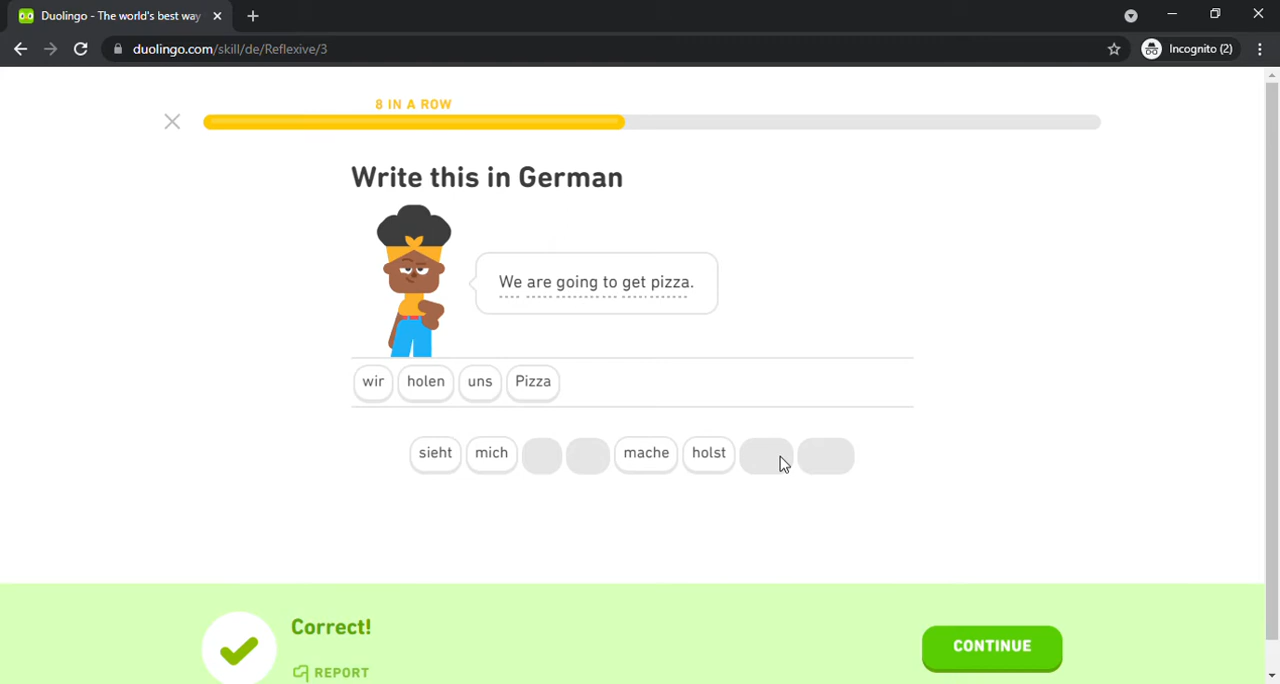 Duolingo - The world's best way
duolingo.com/skill/de/Reflexive/3
Incognito (2)
8 IN A ROW
Write this in German
We are going to get pizza.
wir holen uns Pizza
sieht mich mache holst
Correct!
CONTINUE
REPORT